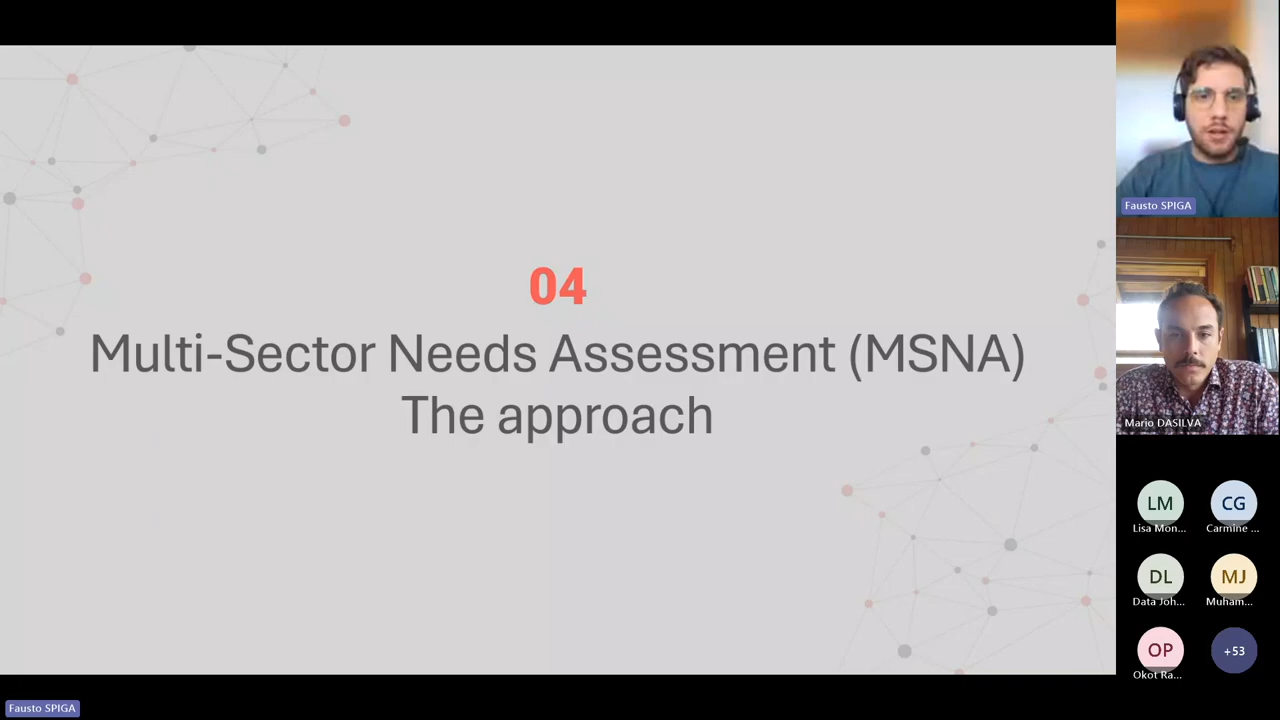 04
Multi-Sector Needs Assessment (MSNA)
The approach
Fausto SPIGA
Mario DASILVA
LM
CG
Lisa Mon...
Carmine ...
DL
MJ
Data Joh...
Muham...
OP
+53
Okot Ra...
Fausto SPIGA